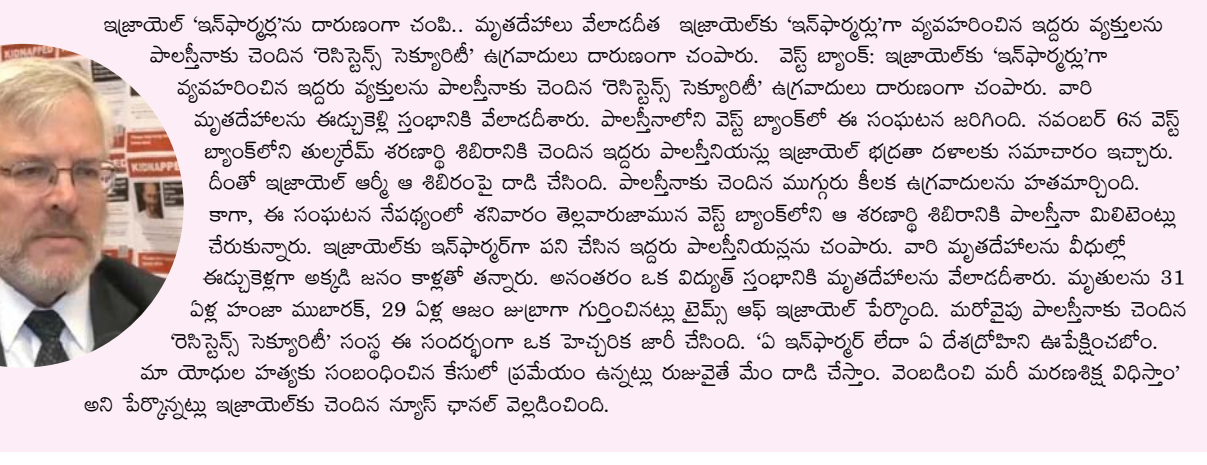 ఇజ్రాయెల్ ‘ఇన్‌ఫార్మర్ల’ను దారుణంగా చంపి.. మృతదేహాలు వేలాడదీత ఇజ్రాయెల్‌కు ‘ఇన్‌ఫార్మర్లు’గా వ్యవహరించిన ఇద్దరు వ్యక్తులను
పాలస్తీనాకు చెందిన ‘రెసిస్టెన్స్ సెక్యూరిటీ’ ఉగ్రవాదులు దారుణంగా చంపారు. వెస్ట్ బ్యాంక్: ఇజ్రాయెల్‌కు ‘ఇన్‌ఫార్మర్లు’గా
వ్యవహరించిన ఇద్దరు వ్యక్తులను పాలస్తీనాకు చెందిన ‘రెసిస్టెన్స్ సెక్యూరిటీ’ ఉగ్రవాదులు దారుణంగా చంపారు. వారి
మృతదేహాలను ఈడ్చుకెళ్లి స్తంభానికి వేలాడదీశారు. పాలస్తీనాలోని వెస్ట్ బ్యాంక్‌లో ఈ సంఘటన జరిగింది. నవంబర్ 6న వెస్ట్
బ్యాంక్‌లోని తుల్కరేమ్ శరణార్థి శిబిరానికి చెందిన ఇద్దరు పాలస్తీనియన్లు ఇజ్రాయెల్ భద్రతా దళాలకు సమాచారం ఇచ్చారు.
దీంతో ఇజ్రాయెల్ ఆర్మీ ఆ శిబిరంపై దాడి చేసింది. పాలస్తీనాకు చెందిన ముగ్గురు కీలక ఉగ్రవాదులను హతమార్చింది.
కాగా, ఈ సంఘటన నేపథ్యంలో శనివారం తెల్లవారుజామున వెస్ట్ బ్యాంక్‌లోని ఆ శరణార్థి శిబిరానికి పాలస్తీనా మిలిటెంట్లు
చేరుకున్నారు. ఇజ్రాయెల్‌కు ఇన్‌ఫార్మర్‌గా పని చేసిన ఇద్దరు పాలస్తీనియన్లను చంపారు. వారి మృతదేహాలను వీధుల్లో
ఈడ్చుకెళ్లగా అక్కడి జనం కాళ్లతో తన్నారు. అనంతరం ఒక విద్యుత్ స్తంభానికి మృతదేహాలను వేలాడదీశారు. మృతులను 31
ఏళ్ల హంజా ముబారక్, 29 ఏళ్ల ఆజం జుబ్రాగా గుర్తించినట్లు టైమ్స్ ఆఫ్ ఇజ్రాయెల్ పేర్కొంది. మరోవైపు పాలస్తీనాకు చెందిన
‘రెసిస్టెన్స్ సెక్యూరిటీ’ సంస్థ ఈ సందర్భంగా ఒక హెచ్చరిక జారీ చేసింది. ‘ఏ ఇన్‌ఫార్మర్ లేదా ఏ దేశద్రోహిని ఊపేక్షించబోం.
మా యోధుల హత్యకు సంబంధించిన కేసులో ప్రమేయం ఉన్నట్లు రుజువైతే మేం దాడి చేస్తాం. వెంబడించి మరీ మరణశిక్ష విధిస్తాం’
అని పేర్కొన్నట్లు ఇజ్రాయెల్‌కు చెందిన న్యూస్ ఛానల్ వెల్లడించింది.
KIDNAPPED
KIDNAPPED